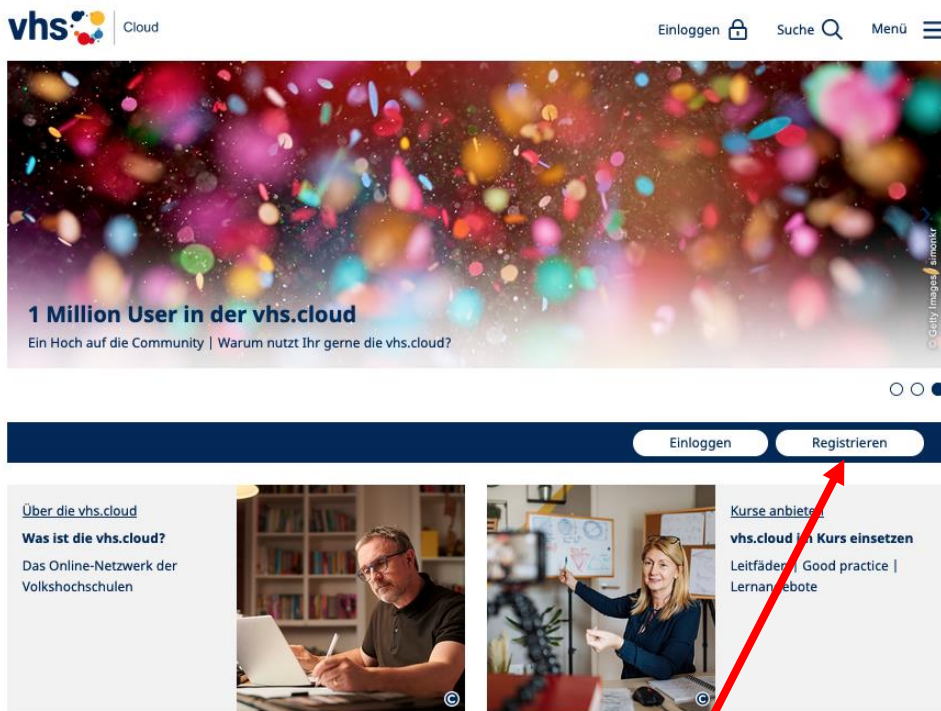 vhs Cloud
Einloggen Suche Menü
1 Million User in der vhs.cloud
Ein Hoch auf die Community | Warum nutzt Ihr gerne die vhs.cloud?
© Getty Images / simonkr
Einloggen Registrieren
Über die vhs.cloud
Was ist die vhs.cloud?
Das Online-Netzwerk der
Volkshochschulen
©
Kurse anbieten
vhs.cloud im Kurs einsetzen
Leitfäden | Good practice |
Lernangebote
©